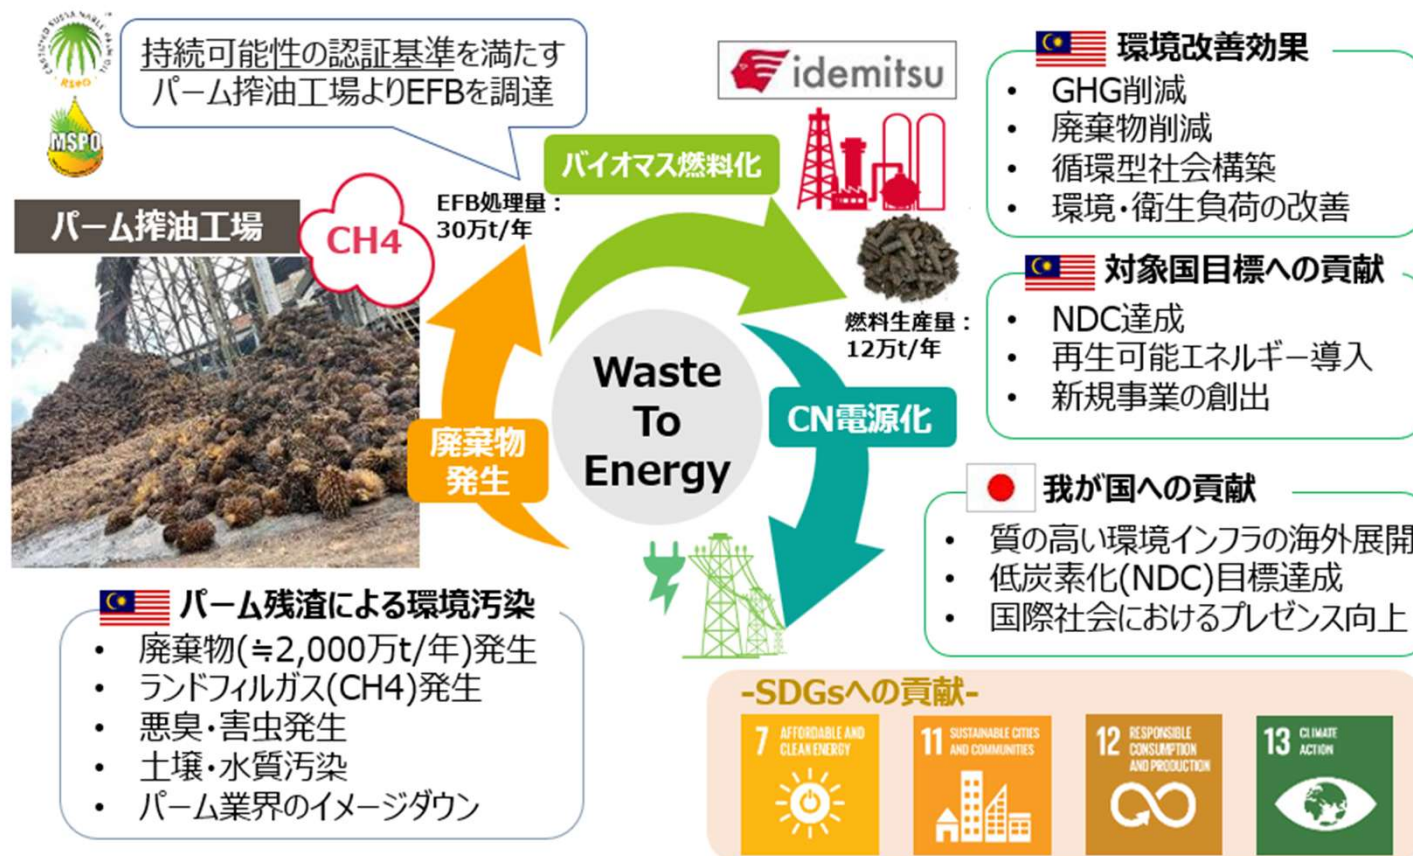 CERTIFIED SUSTAINABLE PALM OIL
RSPO
MSPO
持続可能性の認証基準を満たす
パーム搾油工場よりEFBを調達
パーム搾油工場
CH4
EFB処理量：
30万t/年
バイオマス燃料化
idemitsu
燃料生産量：
12万t/年
廃棄物
発生
Waste
To
Energy
CN電源化
環境改善効果
• GHG削減
• 廃棄物削減
• 循環型社会構築
• 環境・衛生負荷の改善
対象国目標への貢献
• NDC達成
• 再生可能エネルギー導入
• 新規事業の創出
我が国への貢献
• 質の高い環境インフラの海外展開
• 低炭素化(NDC)目標達成
• 国際社会におけるプレゼンス向上
パーム残渣による環境汚染
• 廃棄物(≒2,000万t/年)発生
• ランドフィルガス(CH4)発生
• 悪臭・害虫発生
• 土壌・水質汚染
• パーム業界のイメージダウン
-SDGsへの貢献-
7 AFFORDABLE AND
CLEAN ENERGY
11 SUSTAINABLE CITIES
AND COMMUNITIES
12 RESPONSIBLE
CONSUMPTION
AND PRODUCTION
13 CLIMATE
ACTION